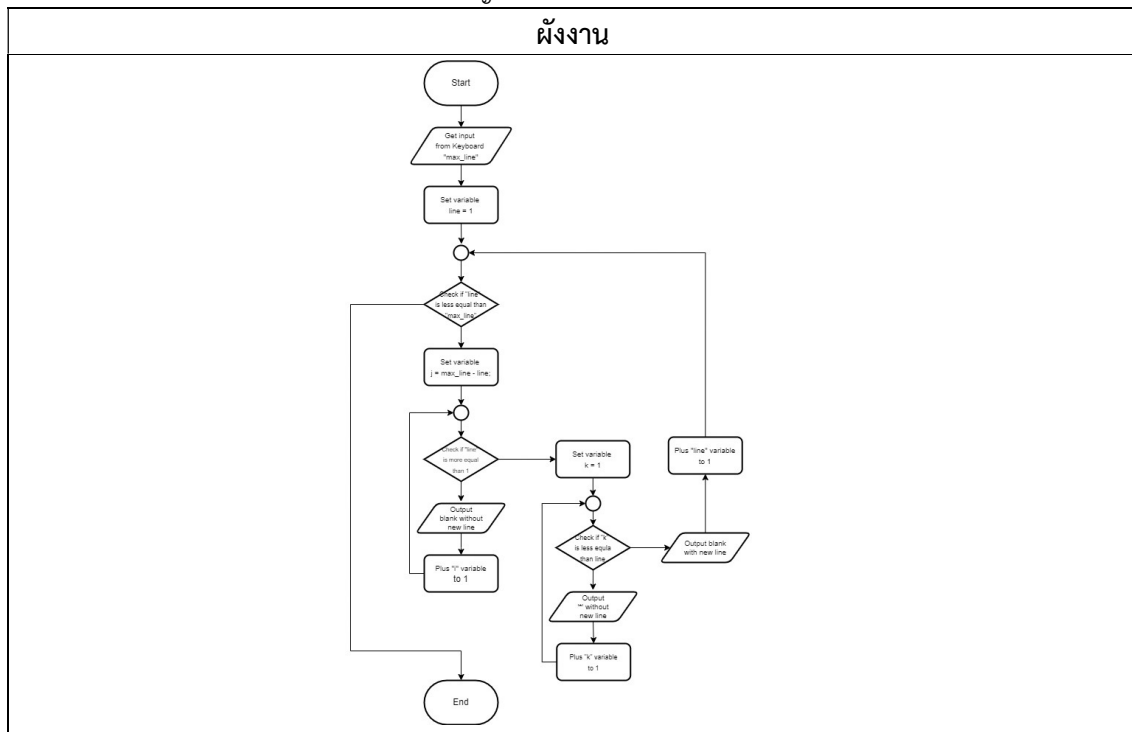 ผังงาน
Start
Get input
from Keyboard
"max_line"
Set variable
line = 1
Check if "line"
is less equal than
"max_line"
Set variable
j = max_line - line;
Check if "line"
is more equal
than 1
Output
blank without
new line
Plus "i" variable
to 1
Set variable
k = 1
Check if "k"
is less equla
than line
Output
"*" without
new line
Plus "k" variable
to 1
Output blank
with new line
Plus "line" variable
to 1
End